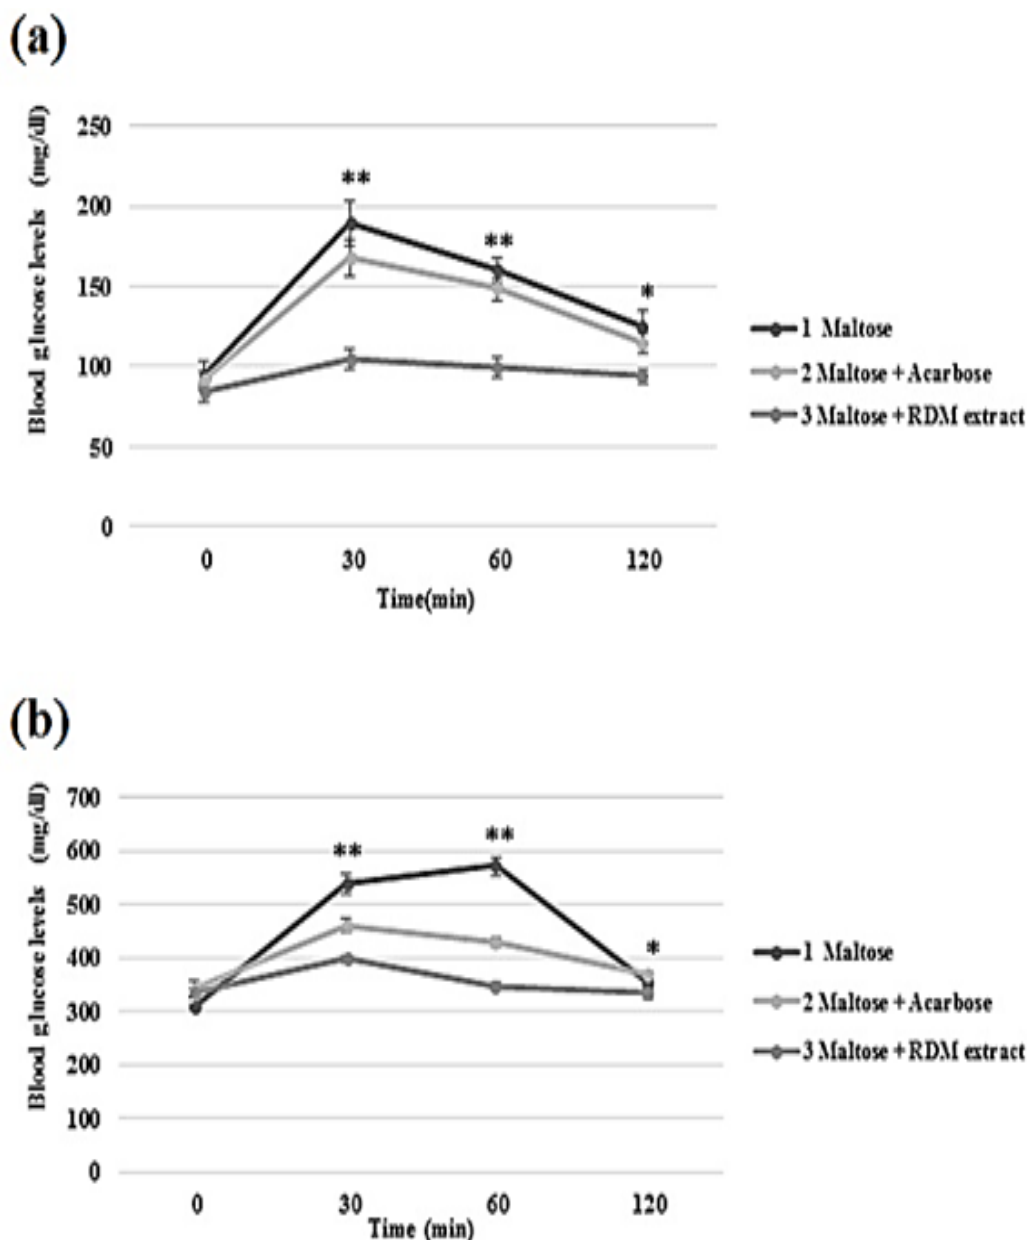 (a)
Blood glucose levels (mg/dl)
250
200
150
100
50
0
**
**
*
0 30 60 120
Time(min)
1 Maltose
2 Maltose + Acarbose
3 Maltose + RDM extract
(b)
Blood glucose levels (mg/dl)
700
600
500
400
300
200
100
0
**
**
*
0 30 60 120
Time (min)
1 Maltose
2 Maltose + Acarbose
3 Maltose + RDM extract